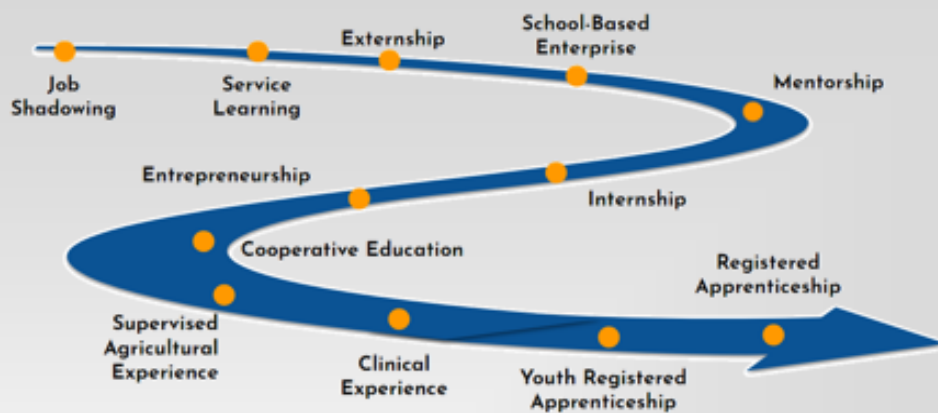 Job
Shadowing
Service
Learning
Externship
School-Based
Enterprise
Mentorship
Internship
Entrepreneurship
Cooperative Education
Supervised
Agricultural
Experience
Clinical
Experience
Youth Registered
Apprenticeship
Registered
Apprenticeship